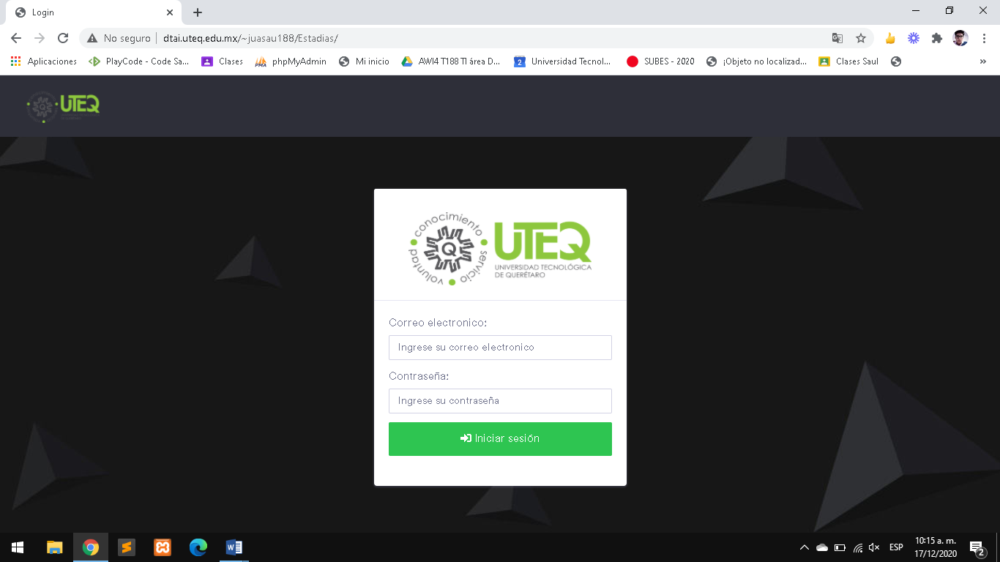 Login
No seguro dtai.uteq.edu.mx/~juasau188/Estadias/
Aplicaciones PlayCode - Code Sa... Clases phpMyAdmin Mi inicio AWI4 T188 TI área D... Universidad Tecnol... SUBES - 2020 ¡Objeto no localizad... Clases Saul »
UTEQ
conocimiento servicio voluntad
Q
UTEQ
UNIVERSIDAD TECNOLÓGICA
DE QUERÉTARO
Correo electronico:
Ingrese su correo electronico
Contraseña:
Ingrese su contraseña
Iniciar sesión
ESP
10:15 a. m.
17/12/2020
2